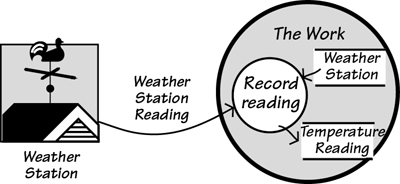 Weather
Station
Weather
Station
Reading
The Work
Record
reading
Weather
Station
Temperature
Reading